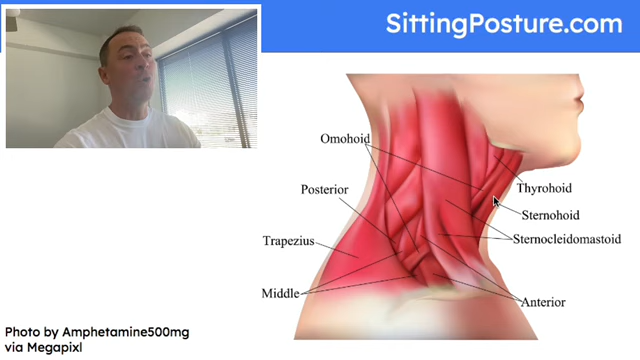 SittingPosture.com
Omohoid
Posterior
Trapezius
Middle
Thyrohoid
Sternohoid
Sternocleidomastoid
Anterior
Photo by Amphetamine500mg
via Megapixl